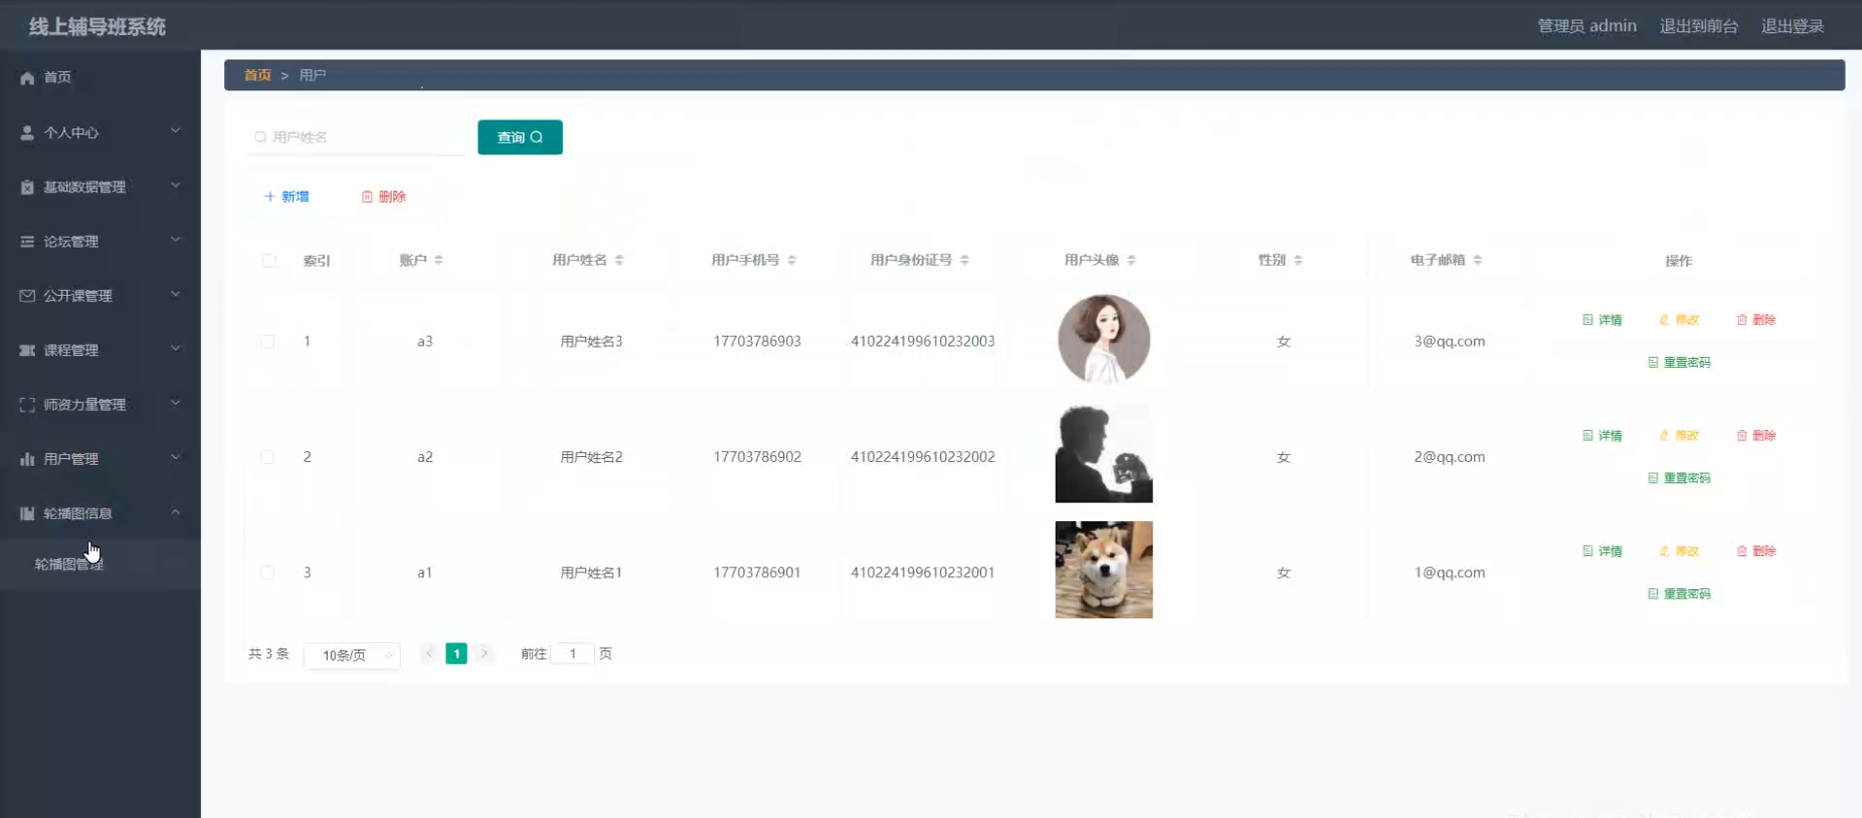 线上辅导班系统
管理员 admin 退出到前台 退出登录
首页
个人中心
基础数据管理
论坛管理
公开课管理
课程管理
师资力量管理
用户管理
轮播图信息
轮播图管理
首页 > 用户
用户姓名 查询
+ 新增 删除
索引 账户 用户姓名 用户手机号 用户身份证号 用户头像 性别 电子邮箱 操作
1 a3 用户姓名3 17703786903 410224199610232003 女 3@qq.com 详情 修改 删除
重置密码
2 a2 用户姓名2 17703786902 410224199610232002 女 2@qq.com 详情 修改 删除
重置密码
3 a1 用户姓名1 17703786901 410224199610232001 女 1@qq.com 详情 修改 删除
重置密码
共 3 条 10条/页 < 1 > 前往 1 页